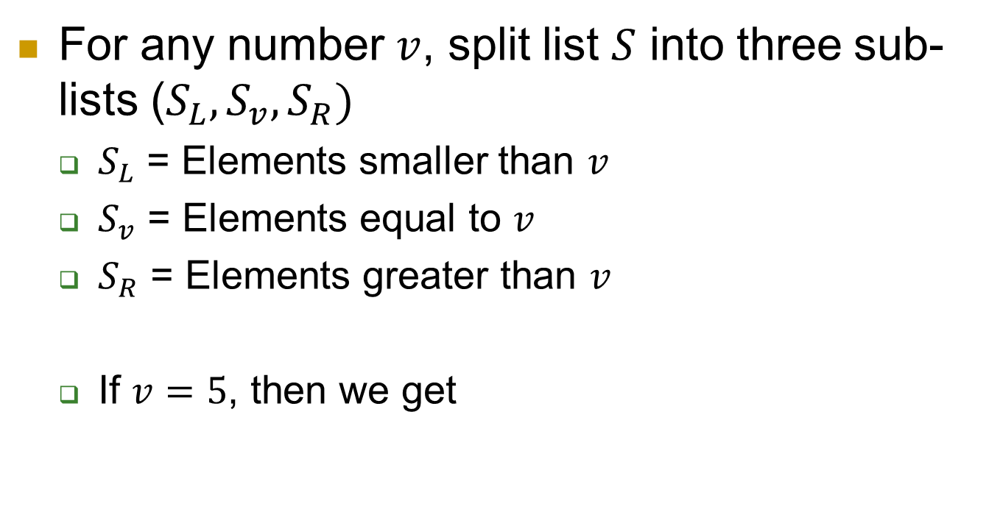 For any number 𝑣, split list 𝑆 into three sub-
lists (𝑆_𝐿, 𝑆_𝑣, 𝑆_𝑅)
𝑆_𝐿 = Elements smaller than 𝑣
𝑆_𝑣 = Elements equal to 𝑣
𝑆_𝑅 = Elements greater than 𝑣
If 𝑣 = 5, then we get